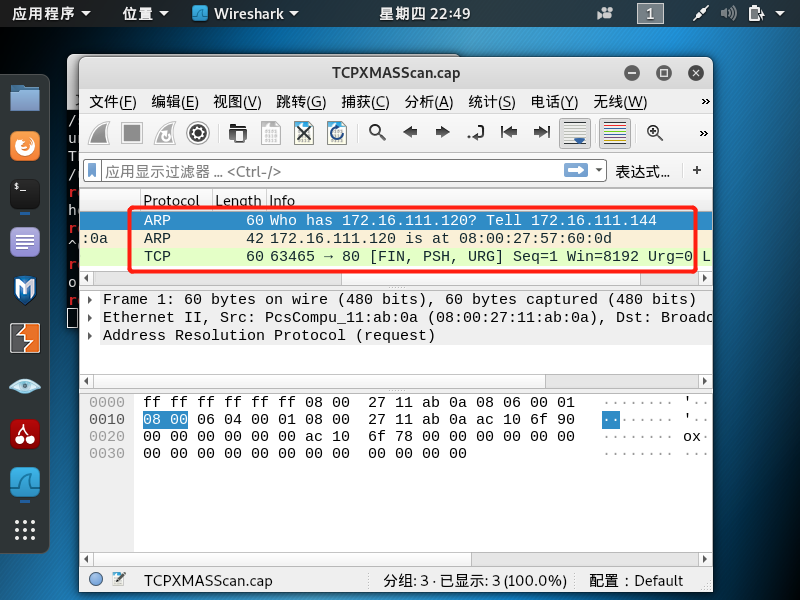 应用程序 位置 Wireshark 星期四 22:49 1
TCPXMASScan.cap
文件(F) 编辑(E) 视图(V) 跳转(G) 捕获(C) 分析(A) 统计(S) 电话(Y) 无线(W) »
»
应用显示过滤器 … <Ctrl-/> 表达式… +
Protocol Length Info
ARP 60 Who has 172.16.111.120? Tell 172.16.111.144
:0a ARP 42 172.16.111.120 is at 08:00:27:57:60:0d
TCP 60 63465 → 80 [FIN, PSH, URG] Seq=1 Win=8192 Urg=0 L
Frame 1: 60 bytes on wire (480 bits), 60 bytes captured (480 bits)
Ethernet II, Src: PcsCompu_11:ab:0a (08:00:27:11:ab:0a), Dst: Broadc
Address Resolution Protocol (request)
0000 ff ff ff ff ff ff 08 00 27 11 ab 0a 08 06 00 01 ········ '··
0010 08 00 06 04 00 01 08 00 27 11 ab 0a ac 10 6f 90 ········ '··
0020 00 00 00 00 00 00 ac 10 6f 78 00 00 00 00 00 00 ········ ox·
0030 00 00 00 00 00 00 00 00 00 00 00 00 ········ ···
TCPXMASScan.cap 分组: 3 · 已显示: 3 (100.0%) 配置：Default